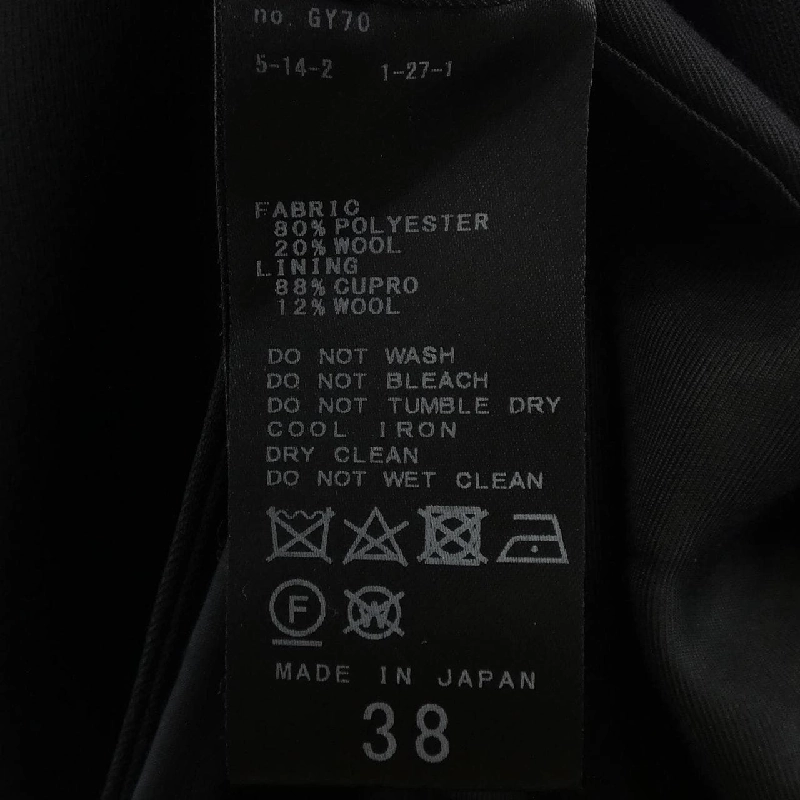 no. GY70
5-14-2 1-27-1
FABRIC
80% POLYESTER
20% WOOL
LINING
88% CUPRO
12% WOOL
DO NOT WASH
DO NOT BLEACH
DO NOT TUMBLE DRY
COOL IRON
DRY CLEAN
DO NOT WET CLEAN
F W
MADE IN JAPAN
38